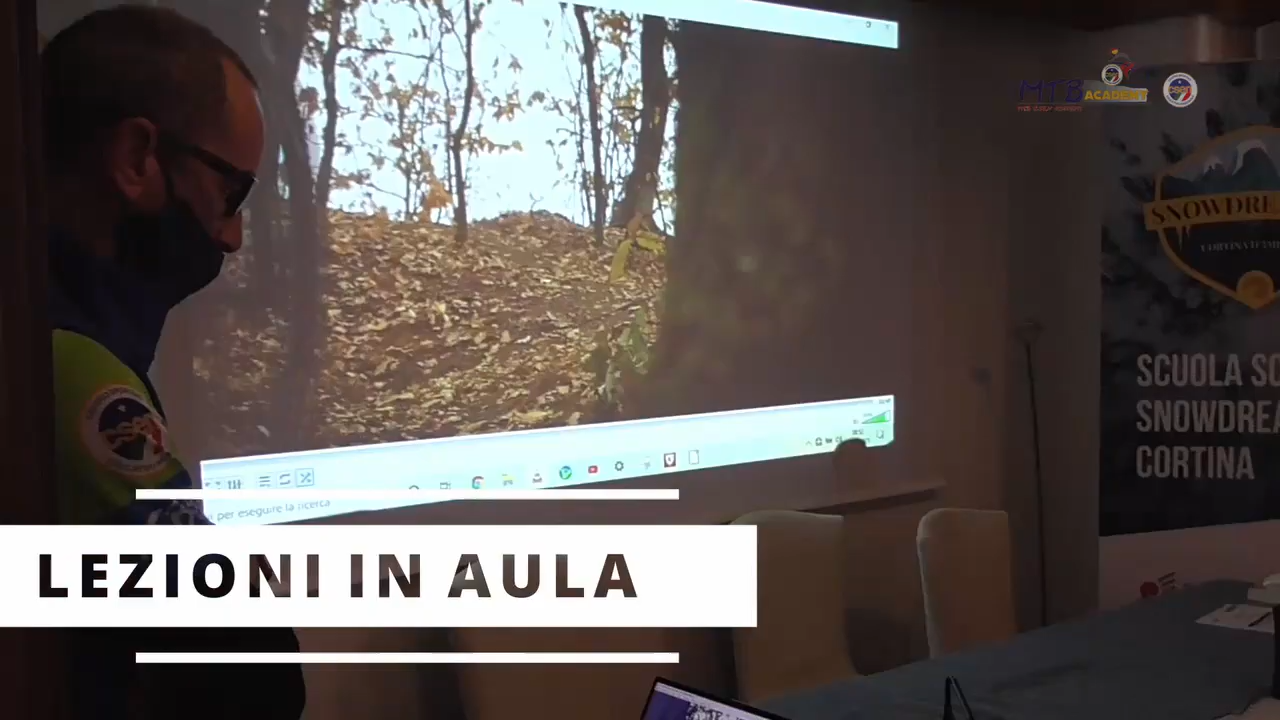 MTB
ACADEMY
SNOWDRE
SCUOLA SC
SNOWDREA
CORTINA
per eseguire la ricerca
LEZIONI IN AULA